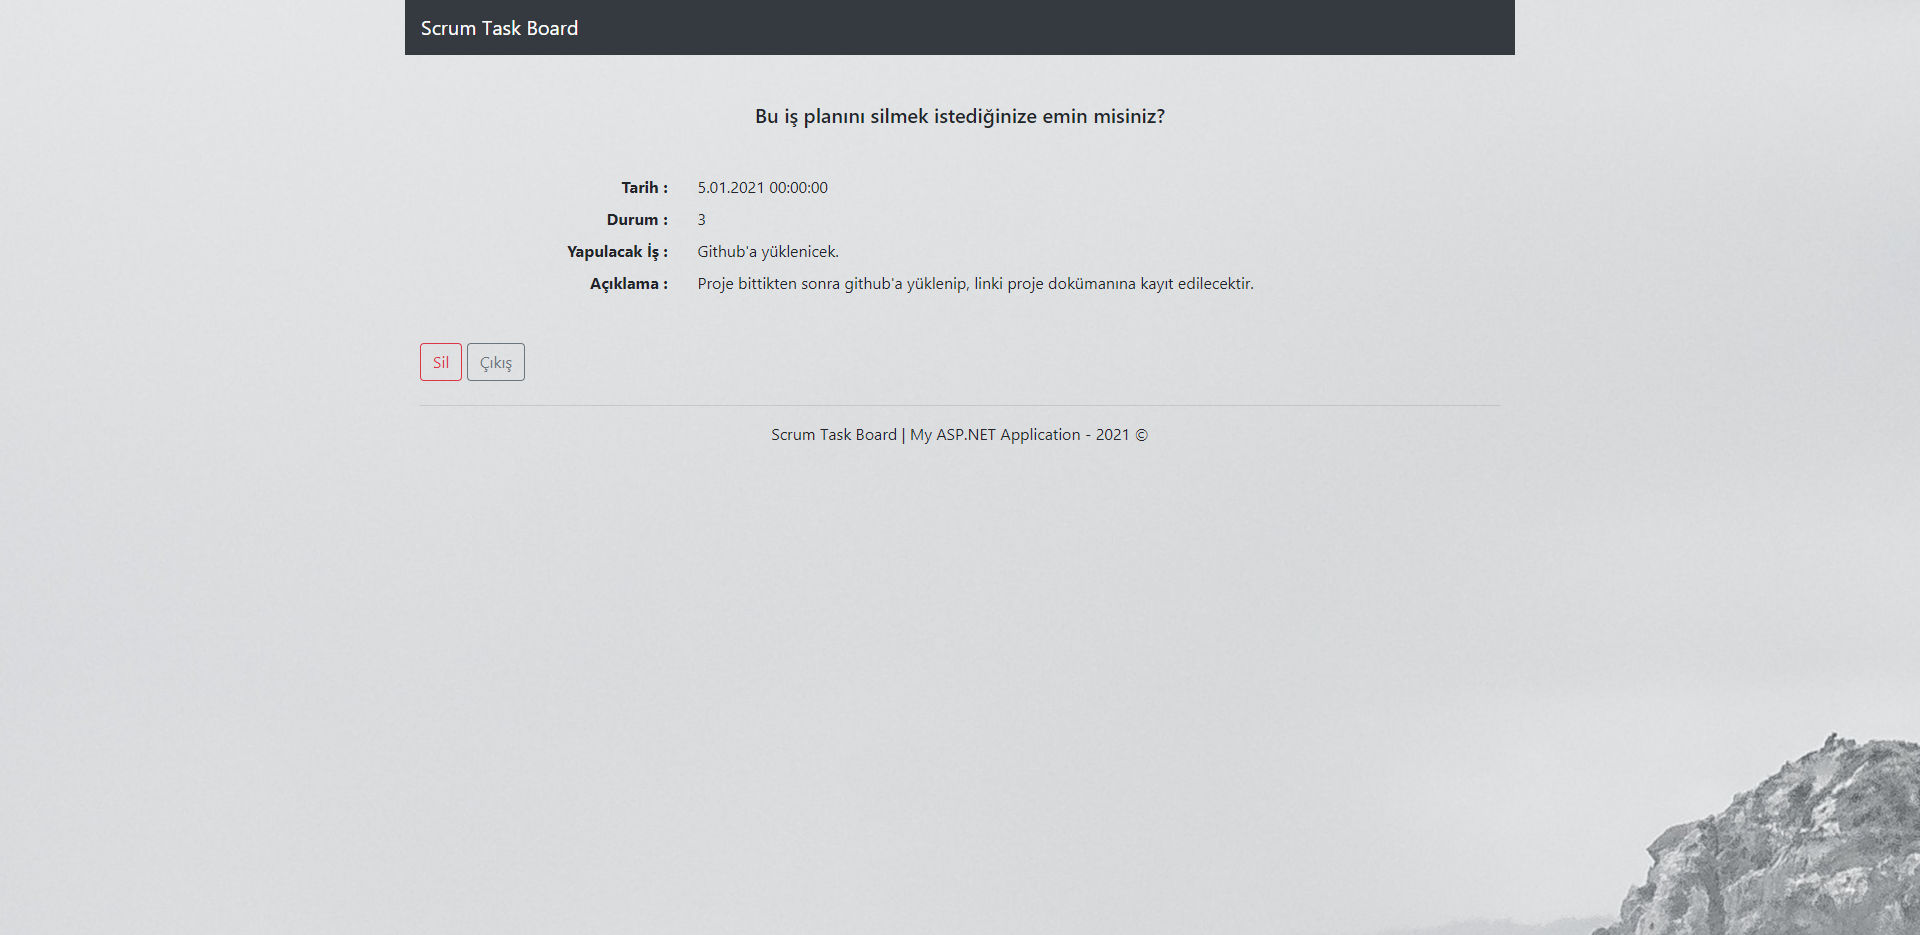 Scrum Task Board
Bu iş planını silmek istediğinize emin misiniz?
Tarih : 5.01.2021 00:00:00
Durum : 3
Yapulacak İş : Github'a yüklenicek.
Açıklama : Proje bittikten sonra github'a yüklenip, linki proje dokümanına kayıt edilecektir.
Sil Çıkış
Scrum Task Board | My ASP.NET Application - 2021 ©